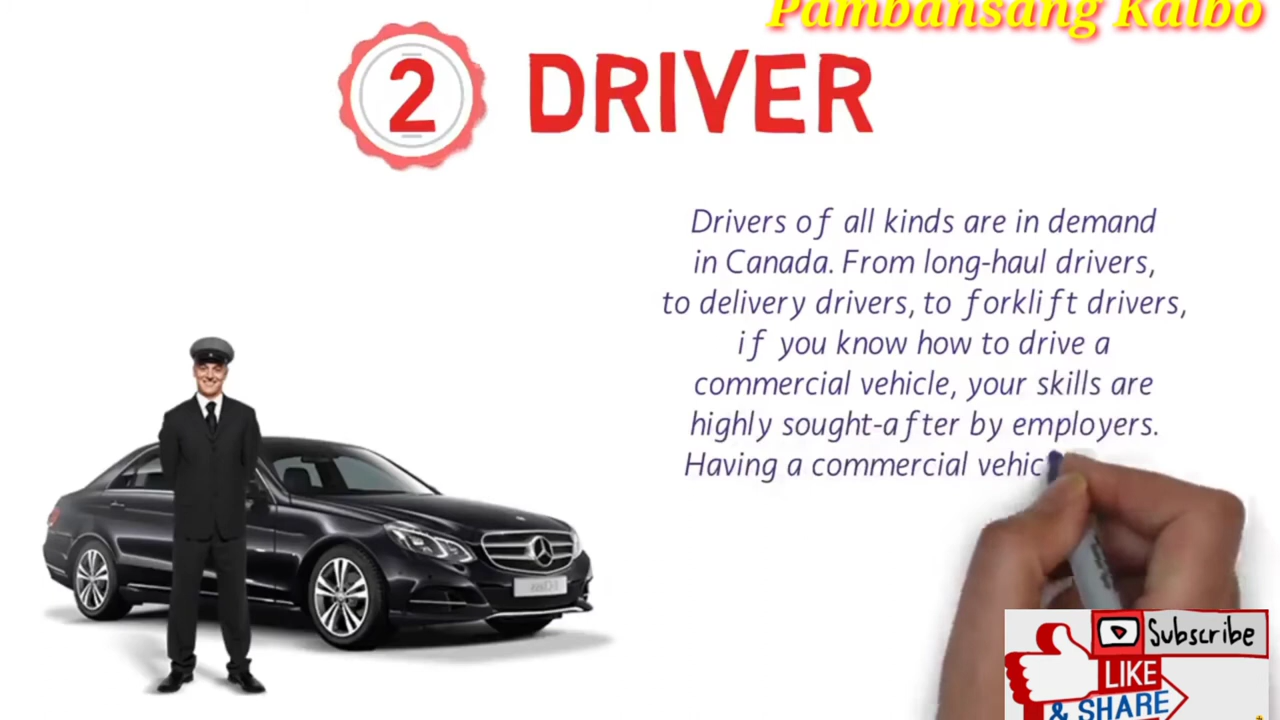 Pambansang Kalbo
2 DRIVER
Drivers of all kinds are in demand
in Canada. From long-haul drivers,
to delivery drivers, to forklift drivers,
if you know how to drive a
commercial vehicle, your skills are
highly sought-after by employers.
Having a commercial vehic
Subscribe
LIKE
& SHARE